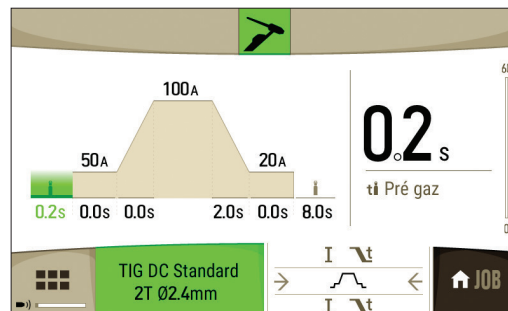 100A
50A
20A
0.2s 0.0s 0.0s 2.0s 0.0s 8.0s
0.2 s
Pré gaz
TIG DC Standard
2T Ø2.4mm
I t
I t
JOB